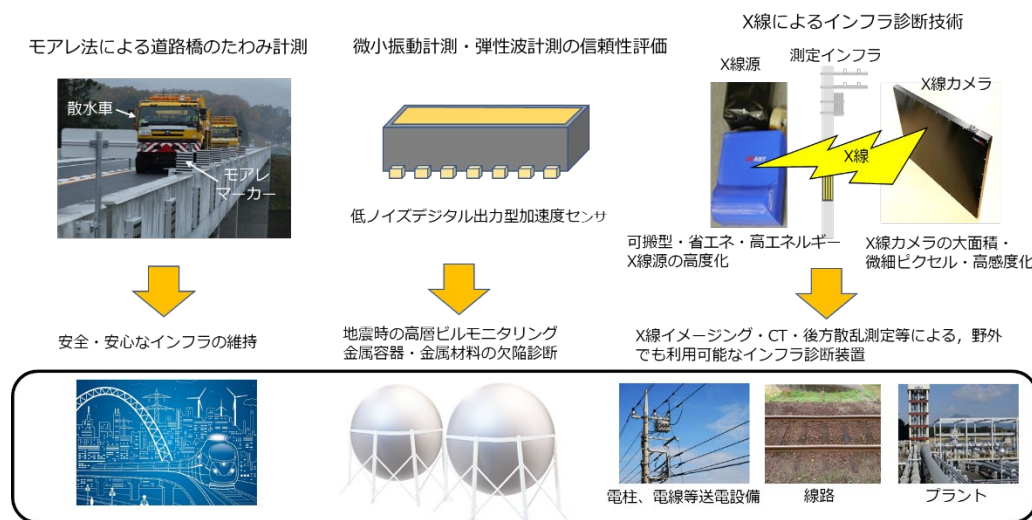 モアレ法による道路橋のたわみ計測
散水車
モアレ
マーカー
安全・安心なインフラの維持
微小振動計測・弾性波計測の信頼性評価
低ノイズデジタル出力型加速度センサ
地震時の高層ビルモニタリング
金属容器・金属材料の欠陥診断
X線によるインフラ診断技術
X線源
測定インフラ
X線カメラ
X線
可搬型・省エネ・高エネルギー
X線源の高度化
X線カメラの大面積・
微細ピクセル・高感度化
X線イメージング・CT・後方散乱測定等による，野外
でも利用可能なインフラ診断装置
電柱、電線等送電設備
線路
プラント